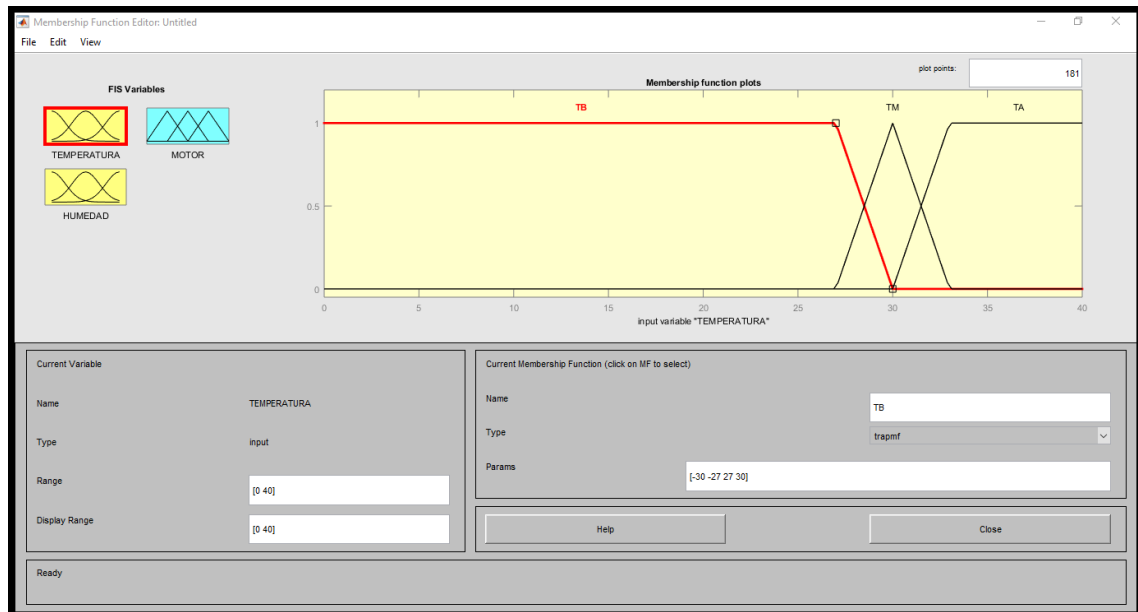 Membership Function Editor: Untitled
File Edit View
FIS Variables
TEMPERATURA
MOTOR
HUMEDAD
plot points:
181
Membership function plots
TB
TM
TA
1
0.5
0
0 5 10 15 20 25 30 35 40
input variable "TEMPERATURA"
Current Variable
Name TEMPERATURA
Type input
Range [0 40]
Display Range [0 40]
Current Membership Function (click on MF to select)
Name TB
Type trapmf
Params [-30 -27 27 30]
Help
Close
Ready